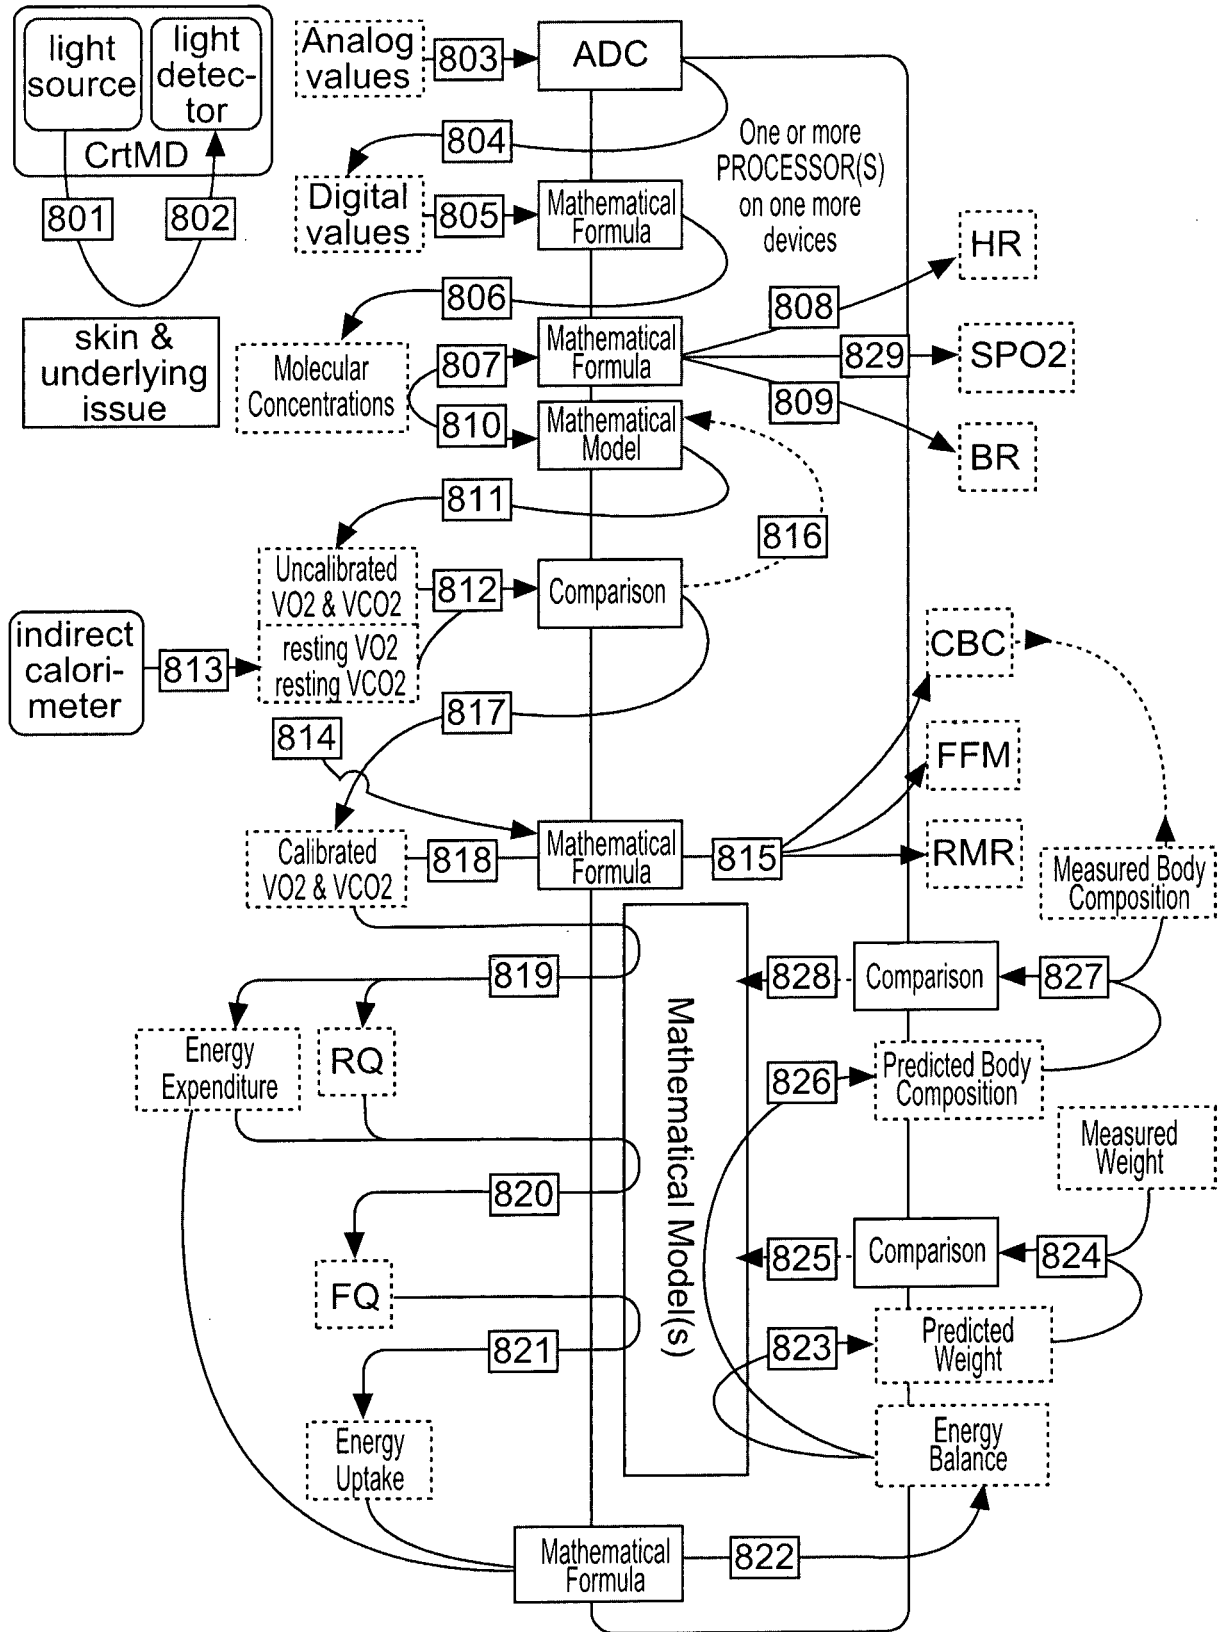 light
source
light
detec-
tor
CrtMD
801
802
skin &
underlying
issue
Analog
values
803
ADC
804
One or more
PROCESSOR(S)
on one more
devices
Digital
values
805
Mathematical
Formula
HR
806
808
Molecular
Concentrations
807
Mathematical
Formula
829
SPO2
809
810
Mathematical
Model
BR
811
816
Uncalibrated
VO2 & VCO2
812
Comparison
indirect
calori-
meter
813
resting VO2
resting VCO2
CBC
817
814
FFM
Calibrated
VO2 & VCO2
818
Mathematical
Formula
815
RMR
Measured Body
Composition
819
828
Comparison
827
Mathematical Model(s)
Energy
Expenditure
RQ
826
Predicted Body
Composition
Measured
Weight
820
825
Comparison
824
FQ
821
823
Predicted
Weight
Energy
Uptake
Energy
Balance
Mathematical
Formula
822